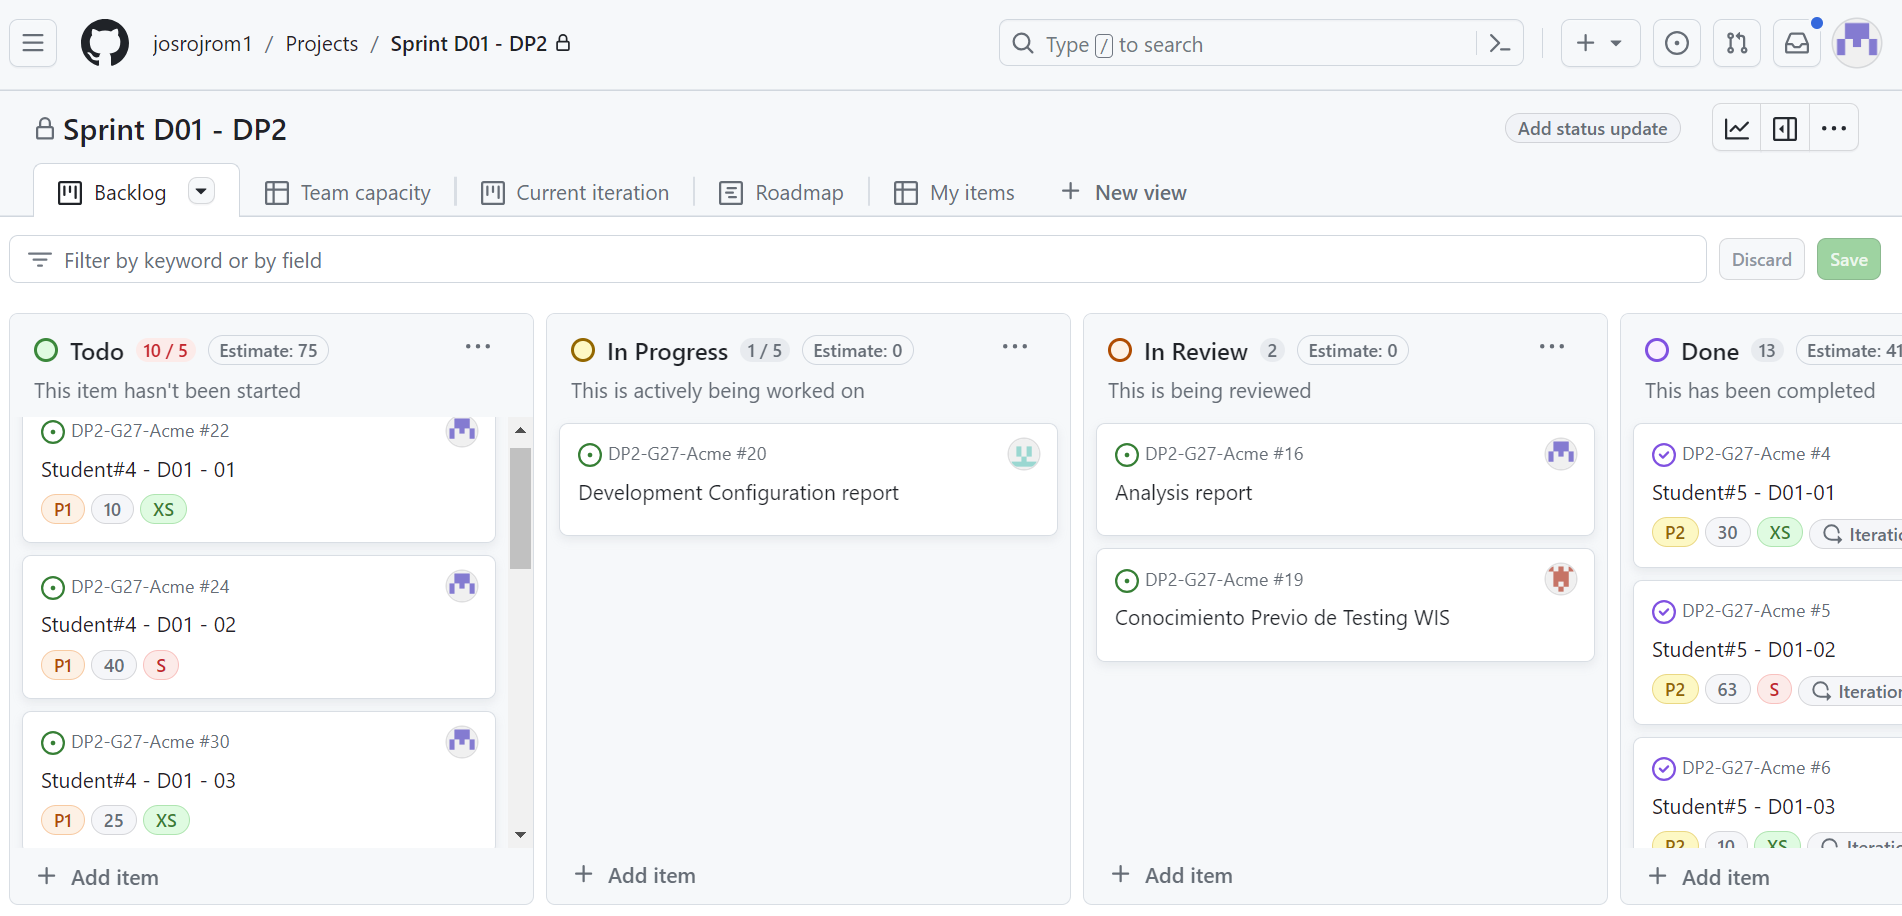 josrojrom1 / Projects / Sprint D01 - DP2
Type / to search
Sprint D01 - DP2
Add status update
Backlog
Team capacity
Current iteration
Roadmap
My items
New view
Filter by keyword or by field
Discard
Save
Todo 10 / 5 Estimate: 75
This item hasn't been started
DP2-G27-Acme #22
Student#4 - D01 - 01
P1 10 XS
DP2-G27-Acme #24
Student#4 - D01 - 02
P1 40 S
DP2-G27-Acme #30
Student#4 - D01 - 03
P1 25 XS
Add item
In Progress 1 / 5 Estimate: 0
This is actively being worked on
DP2-G27-Acme #20
Development Configuration report
Add item
In Review 2 Estimate: 0
This is being reviewed
DP2-G27-Acme #16
Analysis report
DP2-G27-Acme #19
Conocimiento Previo de Testing WIS
Add item
Done 13 Estimate: 41
This has been completed
DP2-G27-Acme #4
Student#5 - D01-01
P2 30 XS Iteratio
DP2-G27-Acme #5
Student#5 - D01-02
P2 63 S Iteration
DP2-G27-Acme #6
Student#5 - D01-03
P2 10 XS Iteratio
Add item